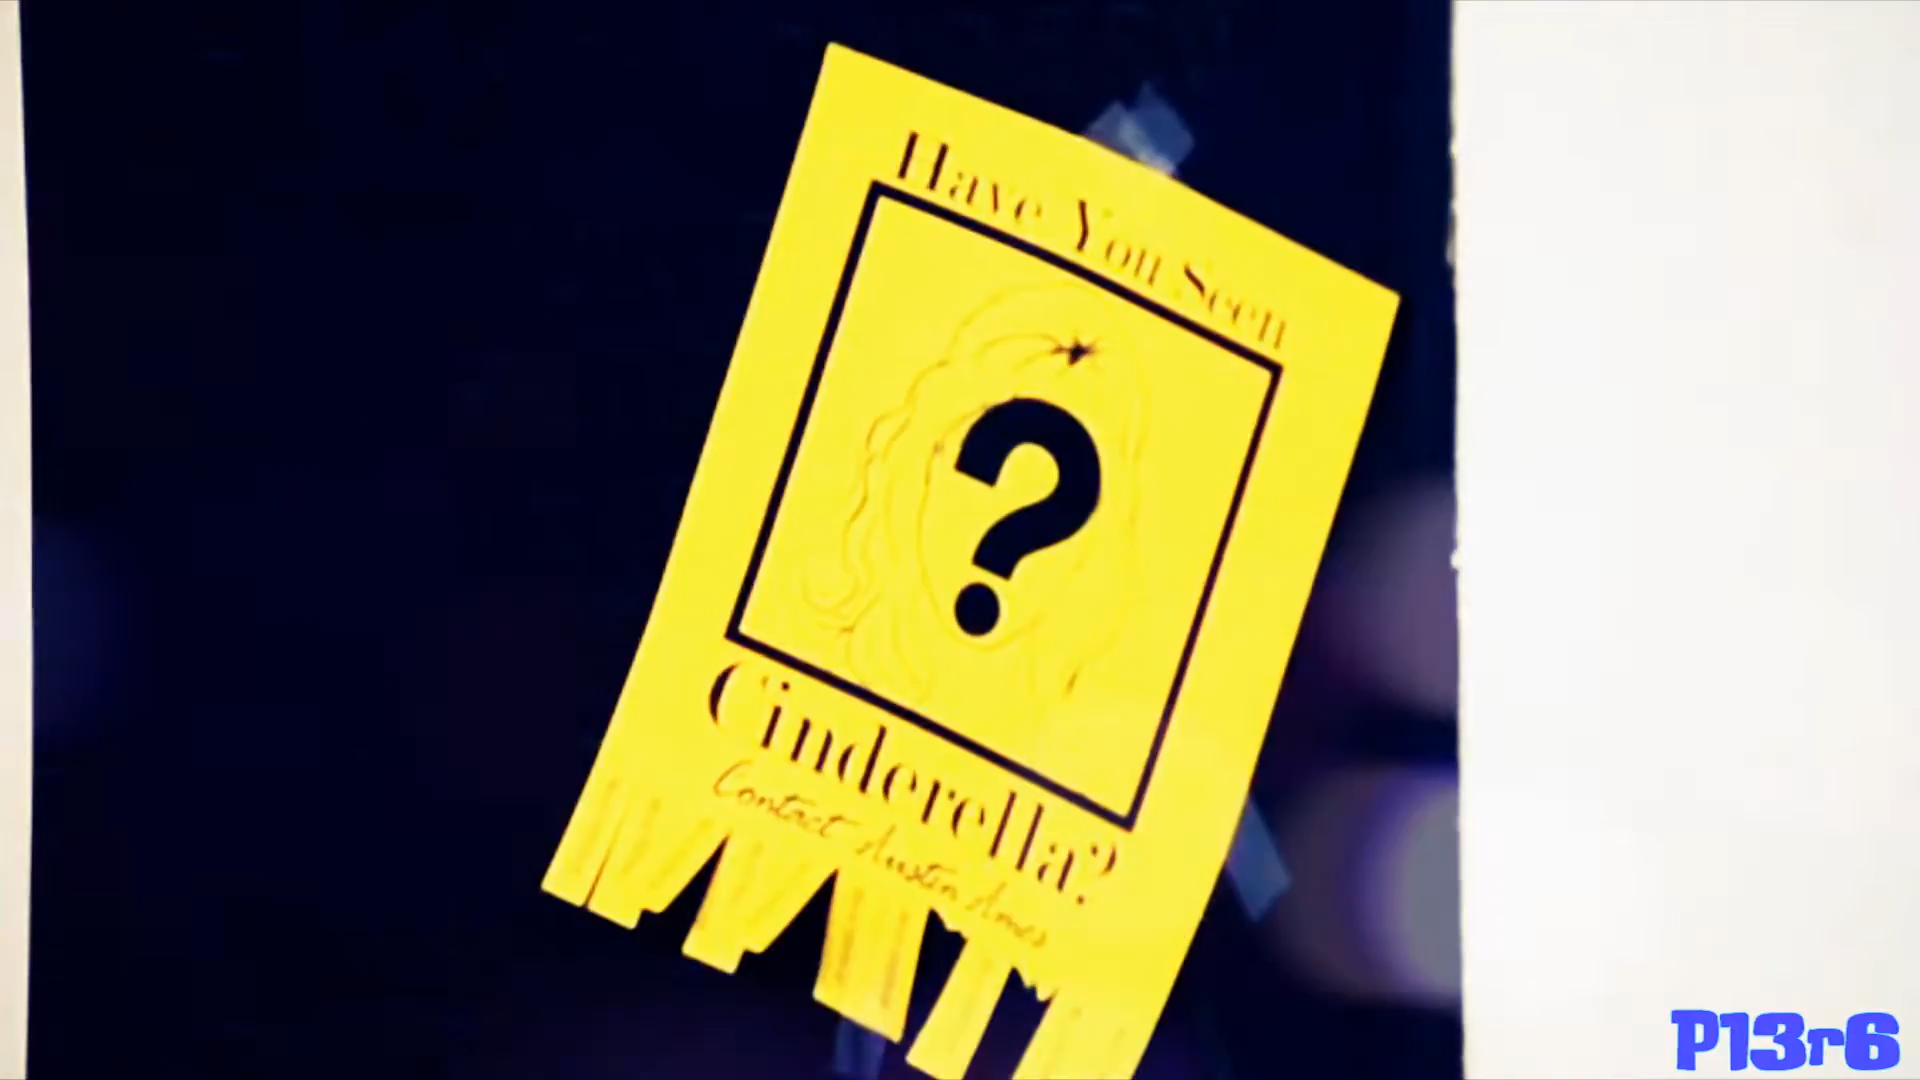 Have You Seen
?
Cinderella?
Contact Austin Ames
P13r6